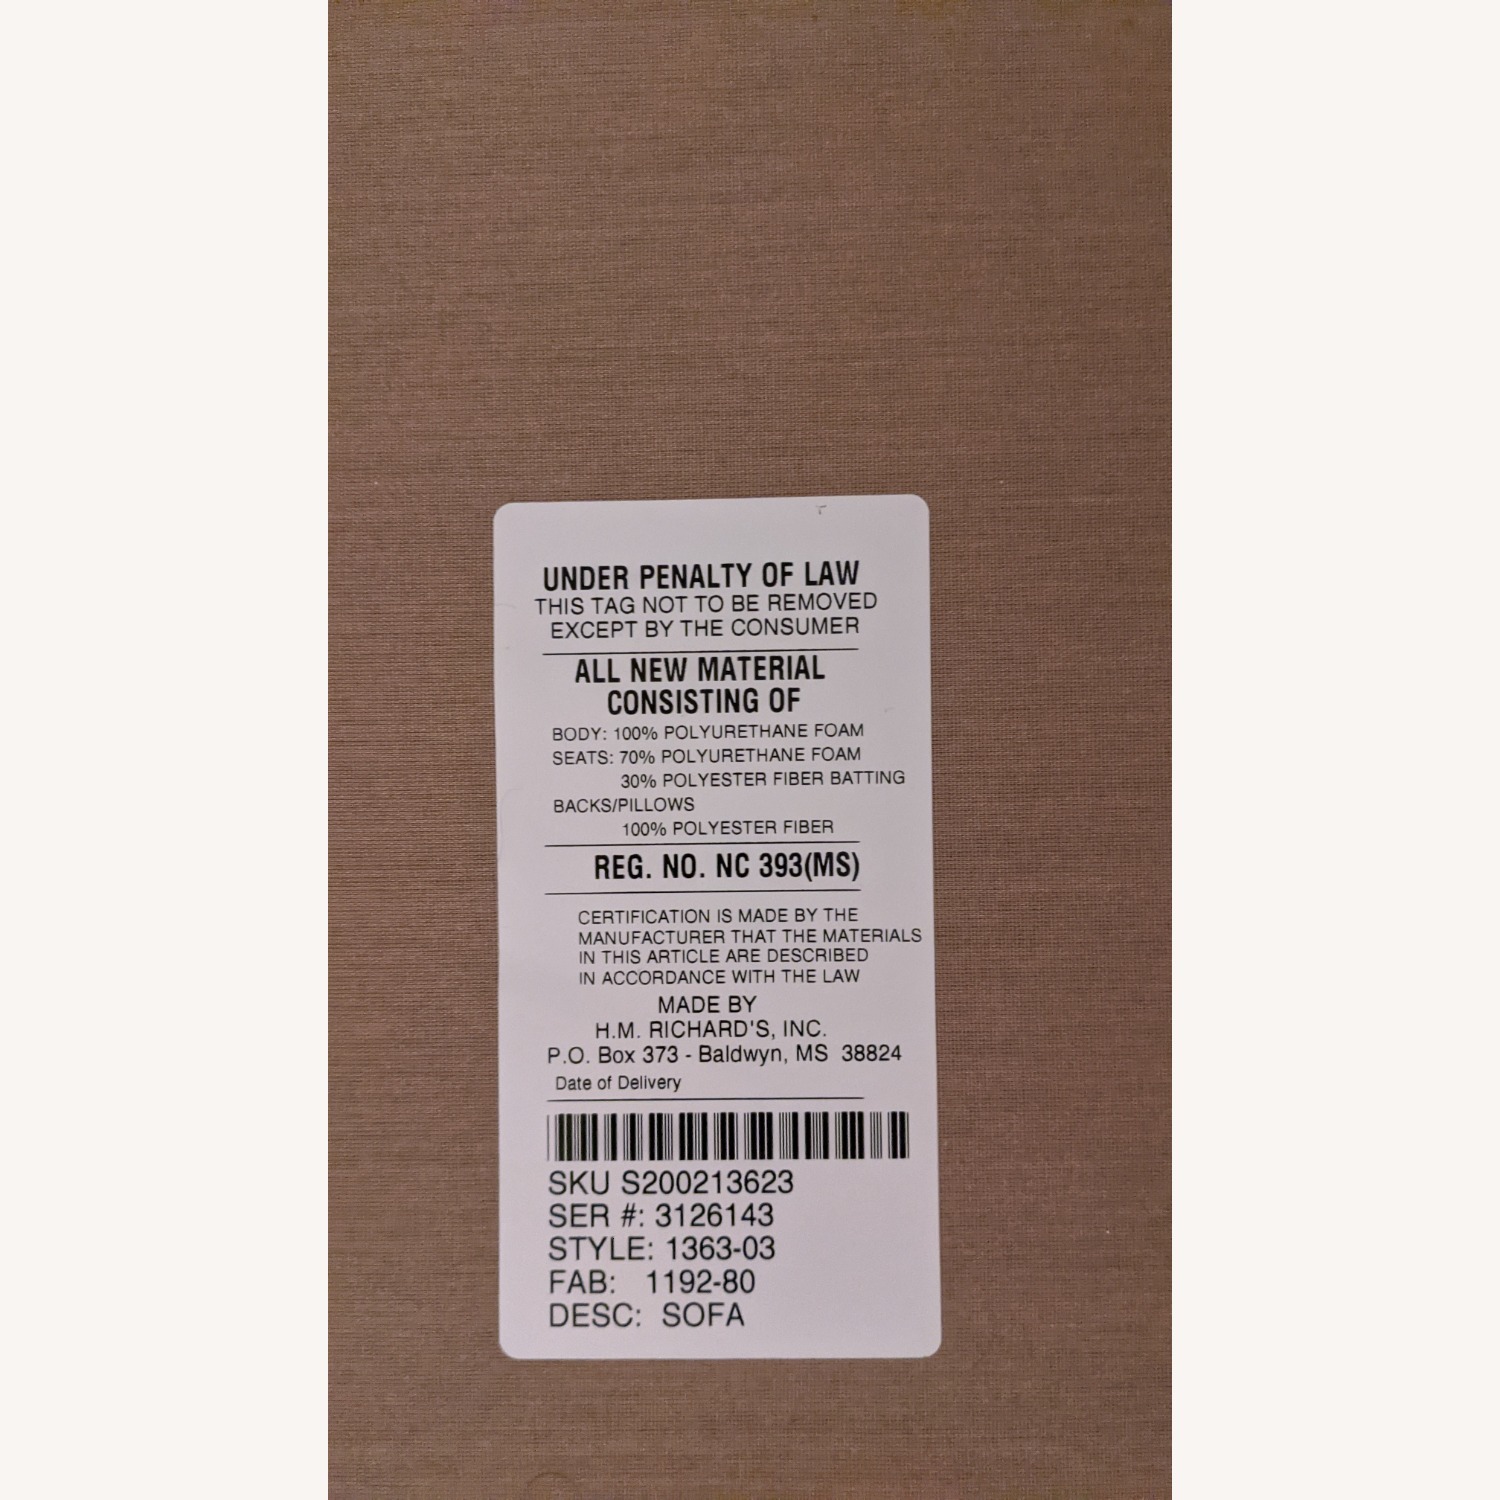 UNDER PENALTY OF LAW
THIS TAG NOT TO BE REMOVED
EXCEPT BY THE CONSUMER
ALL NEW MATERIAL
CONSISTING OF
BODY: 100% POLYURETHANE FOAM
SEATS: 70% POLYURETHANE FOAM
30% POLYESTER FIBER BATTING
BACKS/PILLOWS
100% POLYESTER FIBER
REG. NO. NC 393(MS)
CERTIFICATION IS MADE BY THE
MANUFACTURER THAT THE MATERIALS
IN THIS ARTICLE ARE DESCRIBED
IN ACCORDANCE WITH THE LAW
MADE BY
H.M. RICHARD'S, INC.
P.O. Box 373 - Baldwyn, MS 38824
Date of Delivery
SKU S200213623
SER #: 3126143
STYLE: 1363-03
FAB: 1192-80
DESC: SOFA